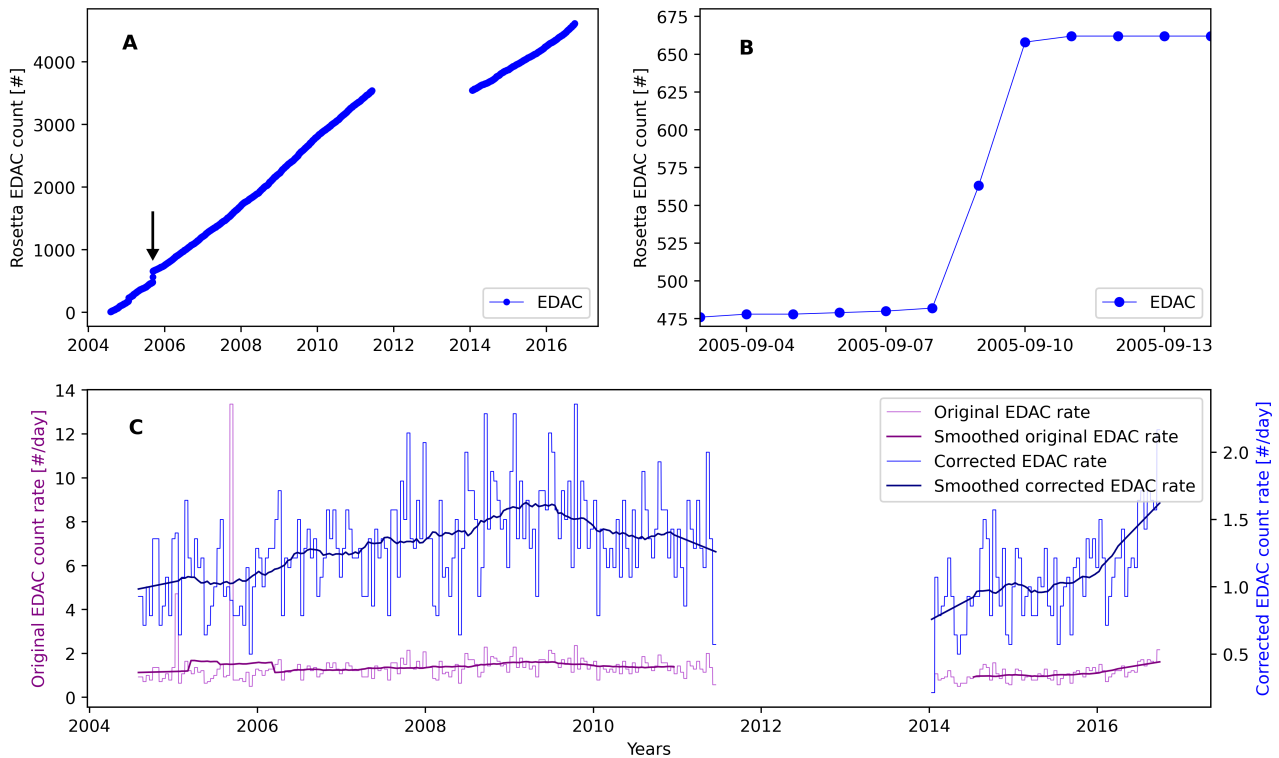 A
Rosetta EDAC count [#]
4000
3000
2000
1000
0
2004 2006 2008 2010 2012 2014 2016
EDAC
B
Rosetta EDAC count [#]
675
650
625
600
575
550
525
500
475
2005-09-04 2005-09-07 2005-09-10 2005-09-13
EDAC
C
Original EDAC count rate [#/day]
14
12
10
8
6
4
2
0
2004 2006 2008 2010 2012 2014 2016
Years
Original EDAC rate
Smoothed original EDAC rate
Corrected EDAC rate
Smoothed corrected EDAC rate
2.0
1.5
1.0
0.5
Corrected EDAC count rate [#/day]